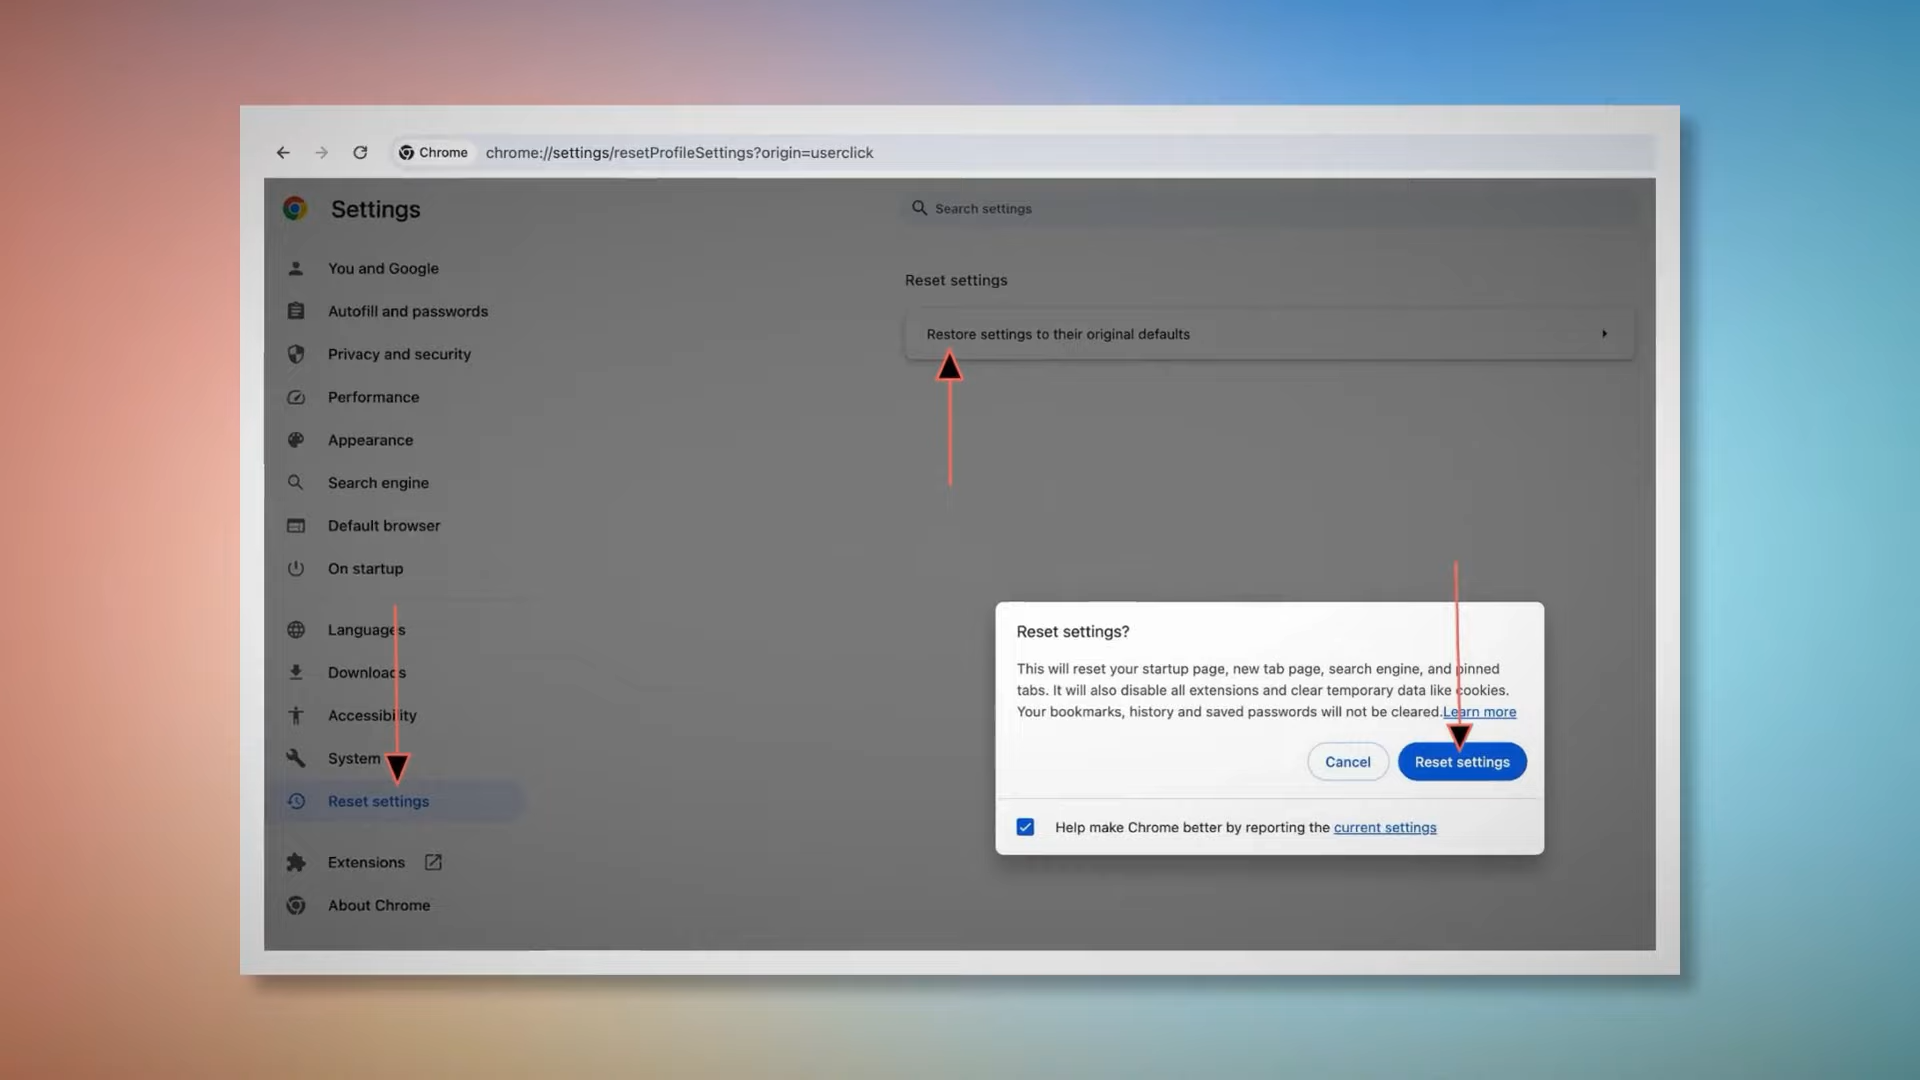 Chrome chrome://settings/resetProfileSettings?origin=userclick
Settings
Search settings
You and Google
Autofill and passwords
Privacy and security
Performance
Appearance
Search engine
Default browser
On startup
Languages
Downloads
Accessibility
System
Reset settings
Extensions
About Chrome
Reset settings
Restore settings to their original defaults
Reset settings?
This will reset your startup page, new tab page, search engine, and pinned
tabs. It will also disable all extensions and clear temporary data like cookies.
Your bookmarks, history and saved passwords will not be cleared.Learn more
Cancel
Reset settings
Help make Chrome better by reporting the current settings